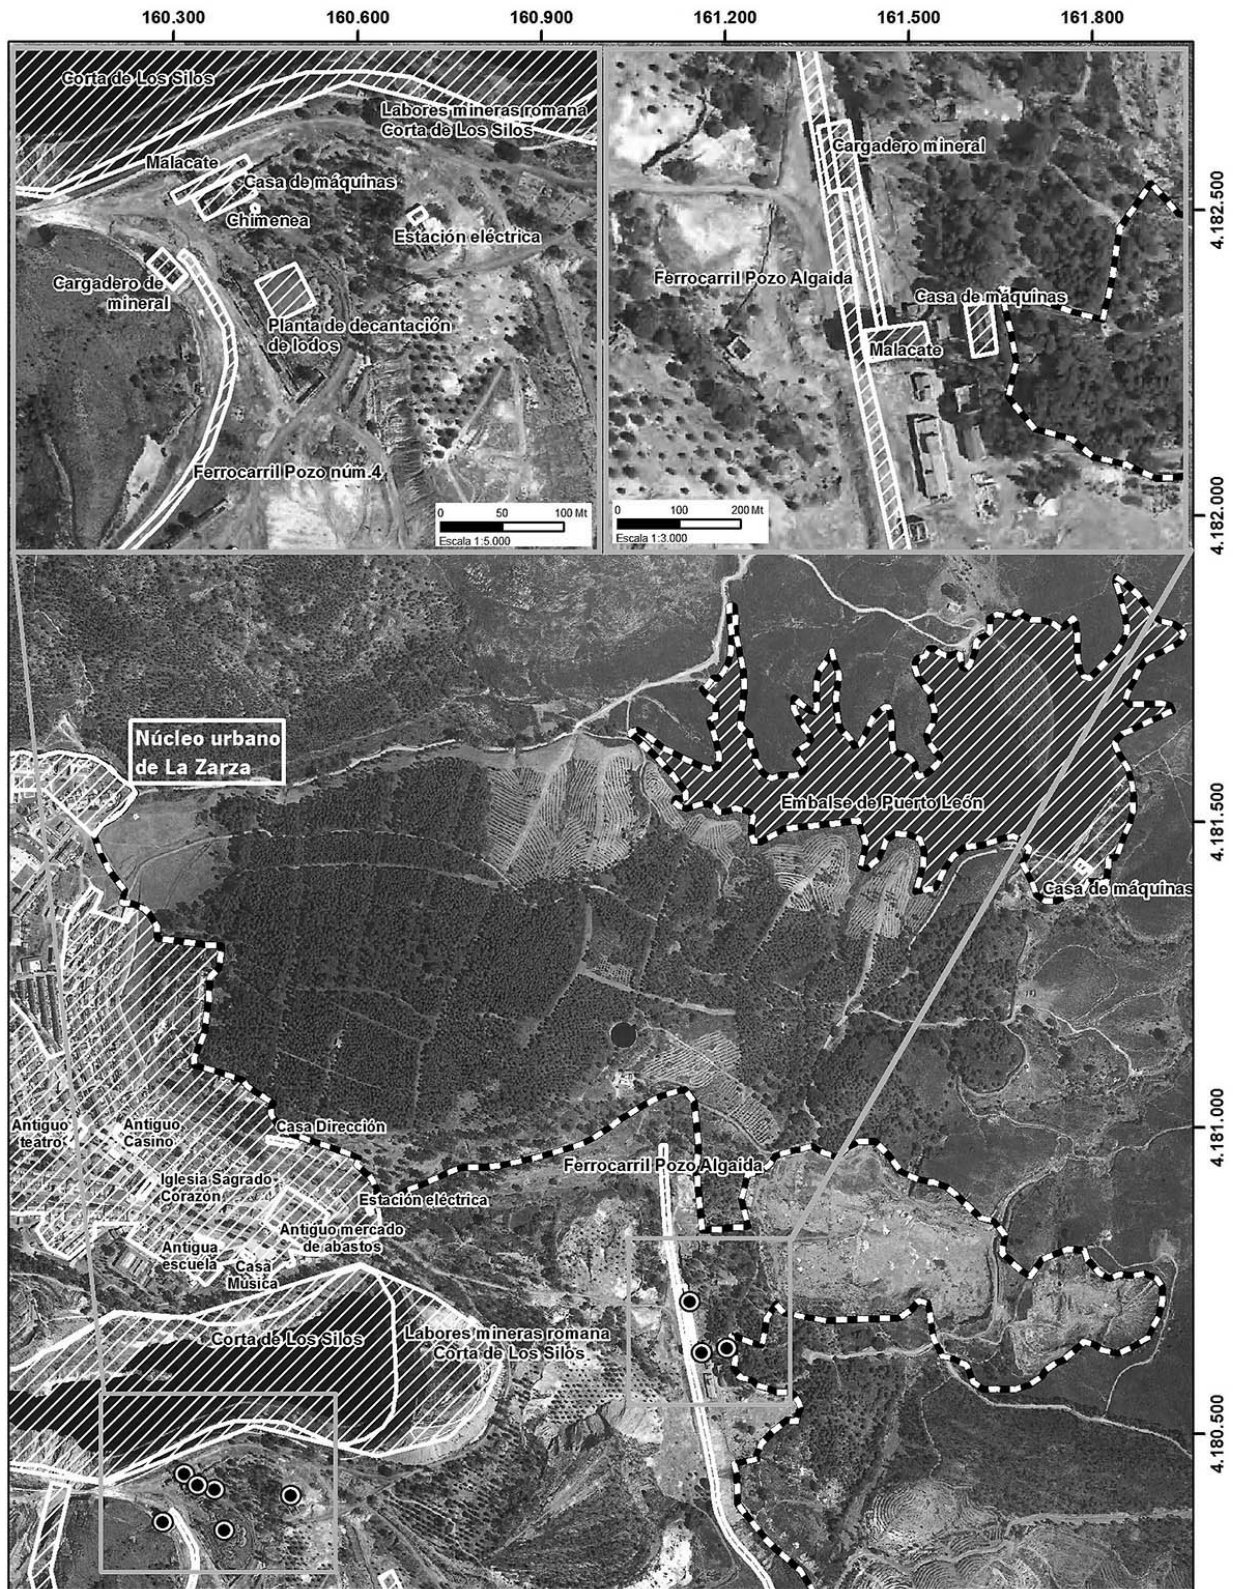 160.300
160.600
160.900
161.200
161.500
161.800
Corta de Los Silos
Labores mineras romana
Corta de Los Silos
Malacate
Casa de máquinas
Chimenea
Estación eléctrica
Cargadero de
mineral
Planta de decantación
de lodos
Ferrocarril Pozo núm.4
0
50
100 Mt
Escala 1:5.000
Cargadero mineral
Ferrocarril Pozo Algaida
Casa de máquinas
Malacate
0
100
200 Mt
Escala 1:3.000
4.182.500
4.182.000
Núcleo urbano
de La Zarza
Embalse de Puerto León
4.181.500
Casa de máquinas
Antiguo
teatro
Antiguo
Casino
Casa Dirección
4.181.000
Ferrocarril Pozo Algaida
Iglesia Sagrado
Corazón
Estación eléctrica
Antiguo mercado
de abastos
Antigua
escuela
Casa
Música
Corta de Los Silos
Labores mineras romana
Corta de Los Silos
4.180.500